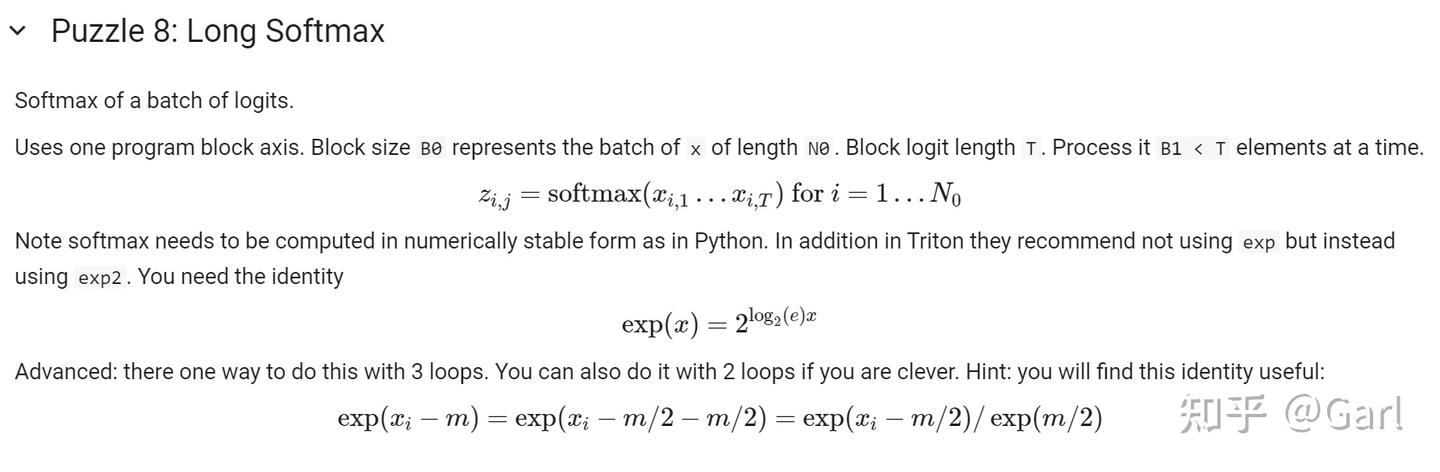 Puzzle 8: Long Softmax
Softmax of a batch of logits.
Uses one program block axis. Block size B0 represents the batch of x of length N0. Block logit length T. Process it B1 < T elements at a time.
z_{i,j} = softmax(x_{i,1} … x_{i,T}) for i = 1 … N_0
Note softmax needs to be computed in numerically stable form as in Python. In addition in Triton they recommend not using exp but instead
using exp2. You need the identity
exp(x) = 2^{log_2(e)x}
Advanced: there one way to do this with 3 loops. You can also do it with 2 loops if you are clever. Hint: you will find this identity useful:
exp(x_i − m) = exp(x_i − m/2 − m/2) = exp(x_i − m/2)/ exp(m/2)
知乎 @Garl